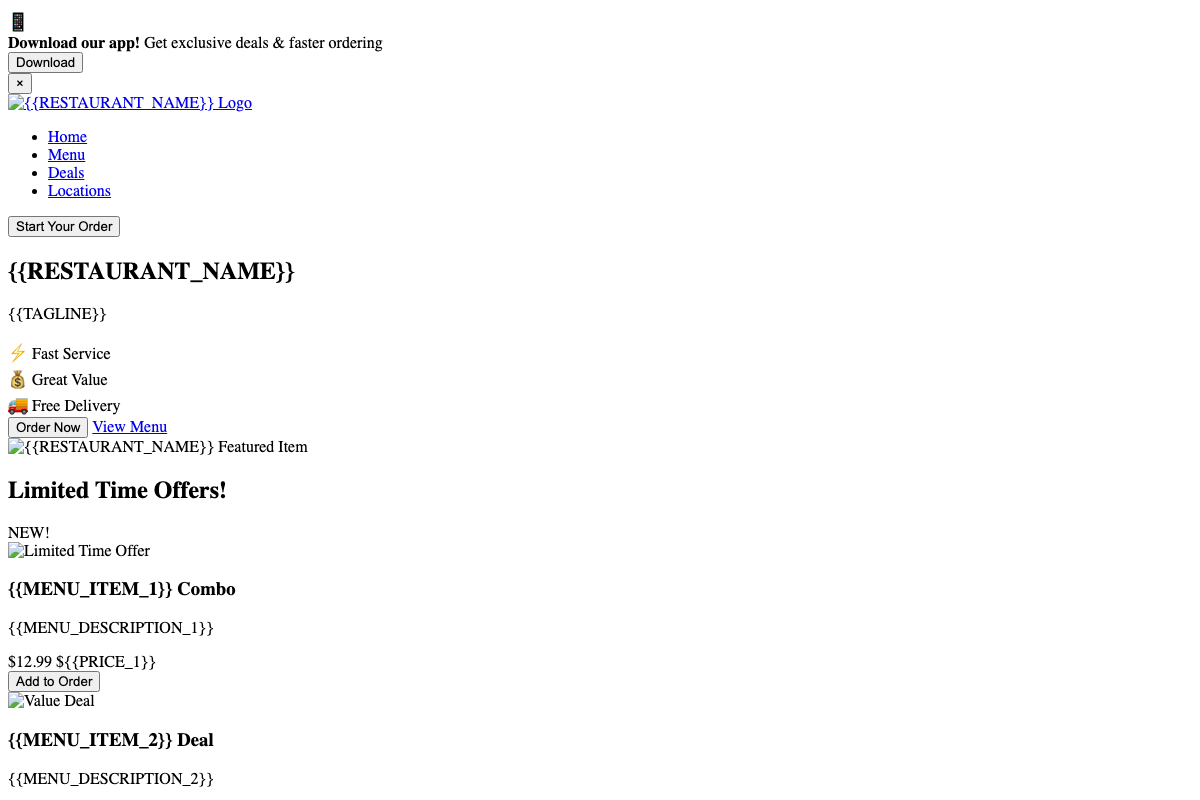 Download our app! Get exclusive deals & faster ordering
Download
×
{{RESTAURANT_NAME}} Logo
Home
Menu
Deals
Locations
Start Your Order
{{RESTAURANT_NAME}}
{{TAGLINE}}
⚡ Fast Service
💰 Great Value
🚚 Free Delivery
Order Now View Menu
{{RESTAURANT_NAME}} Featured Item
Limited Time Offers!
NEW!
Limited Time Offer
{{MENU_ITEM_1}} Combo
{{MENU_DESCRIPTION_1}}
$12.99 ${{PRICE_1}}
Add to Order
Value Deal
{{MENU_ITEM_2}} Deal
{{MENU_DESCRIPTION_2}}